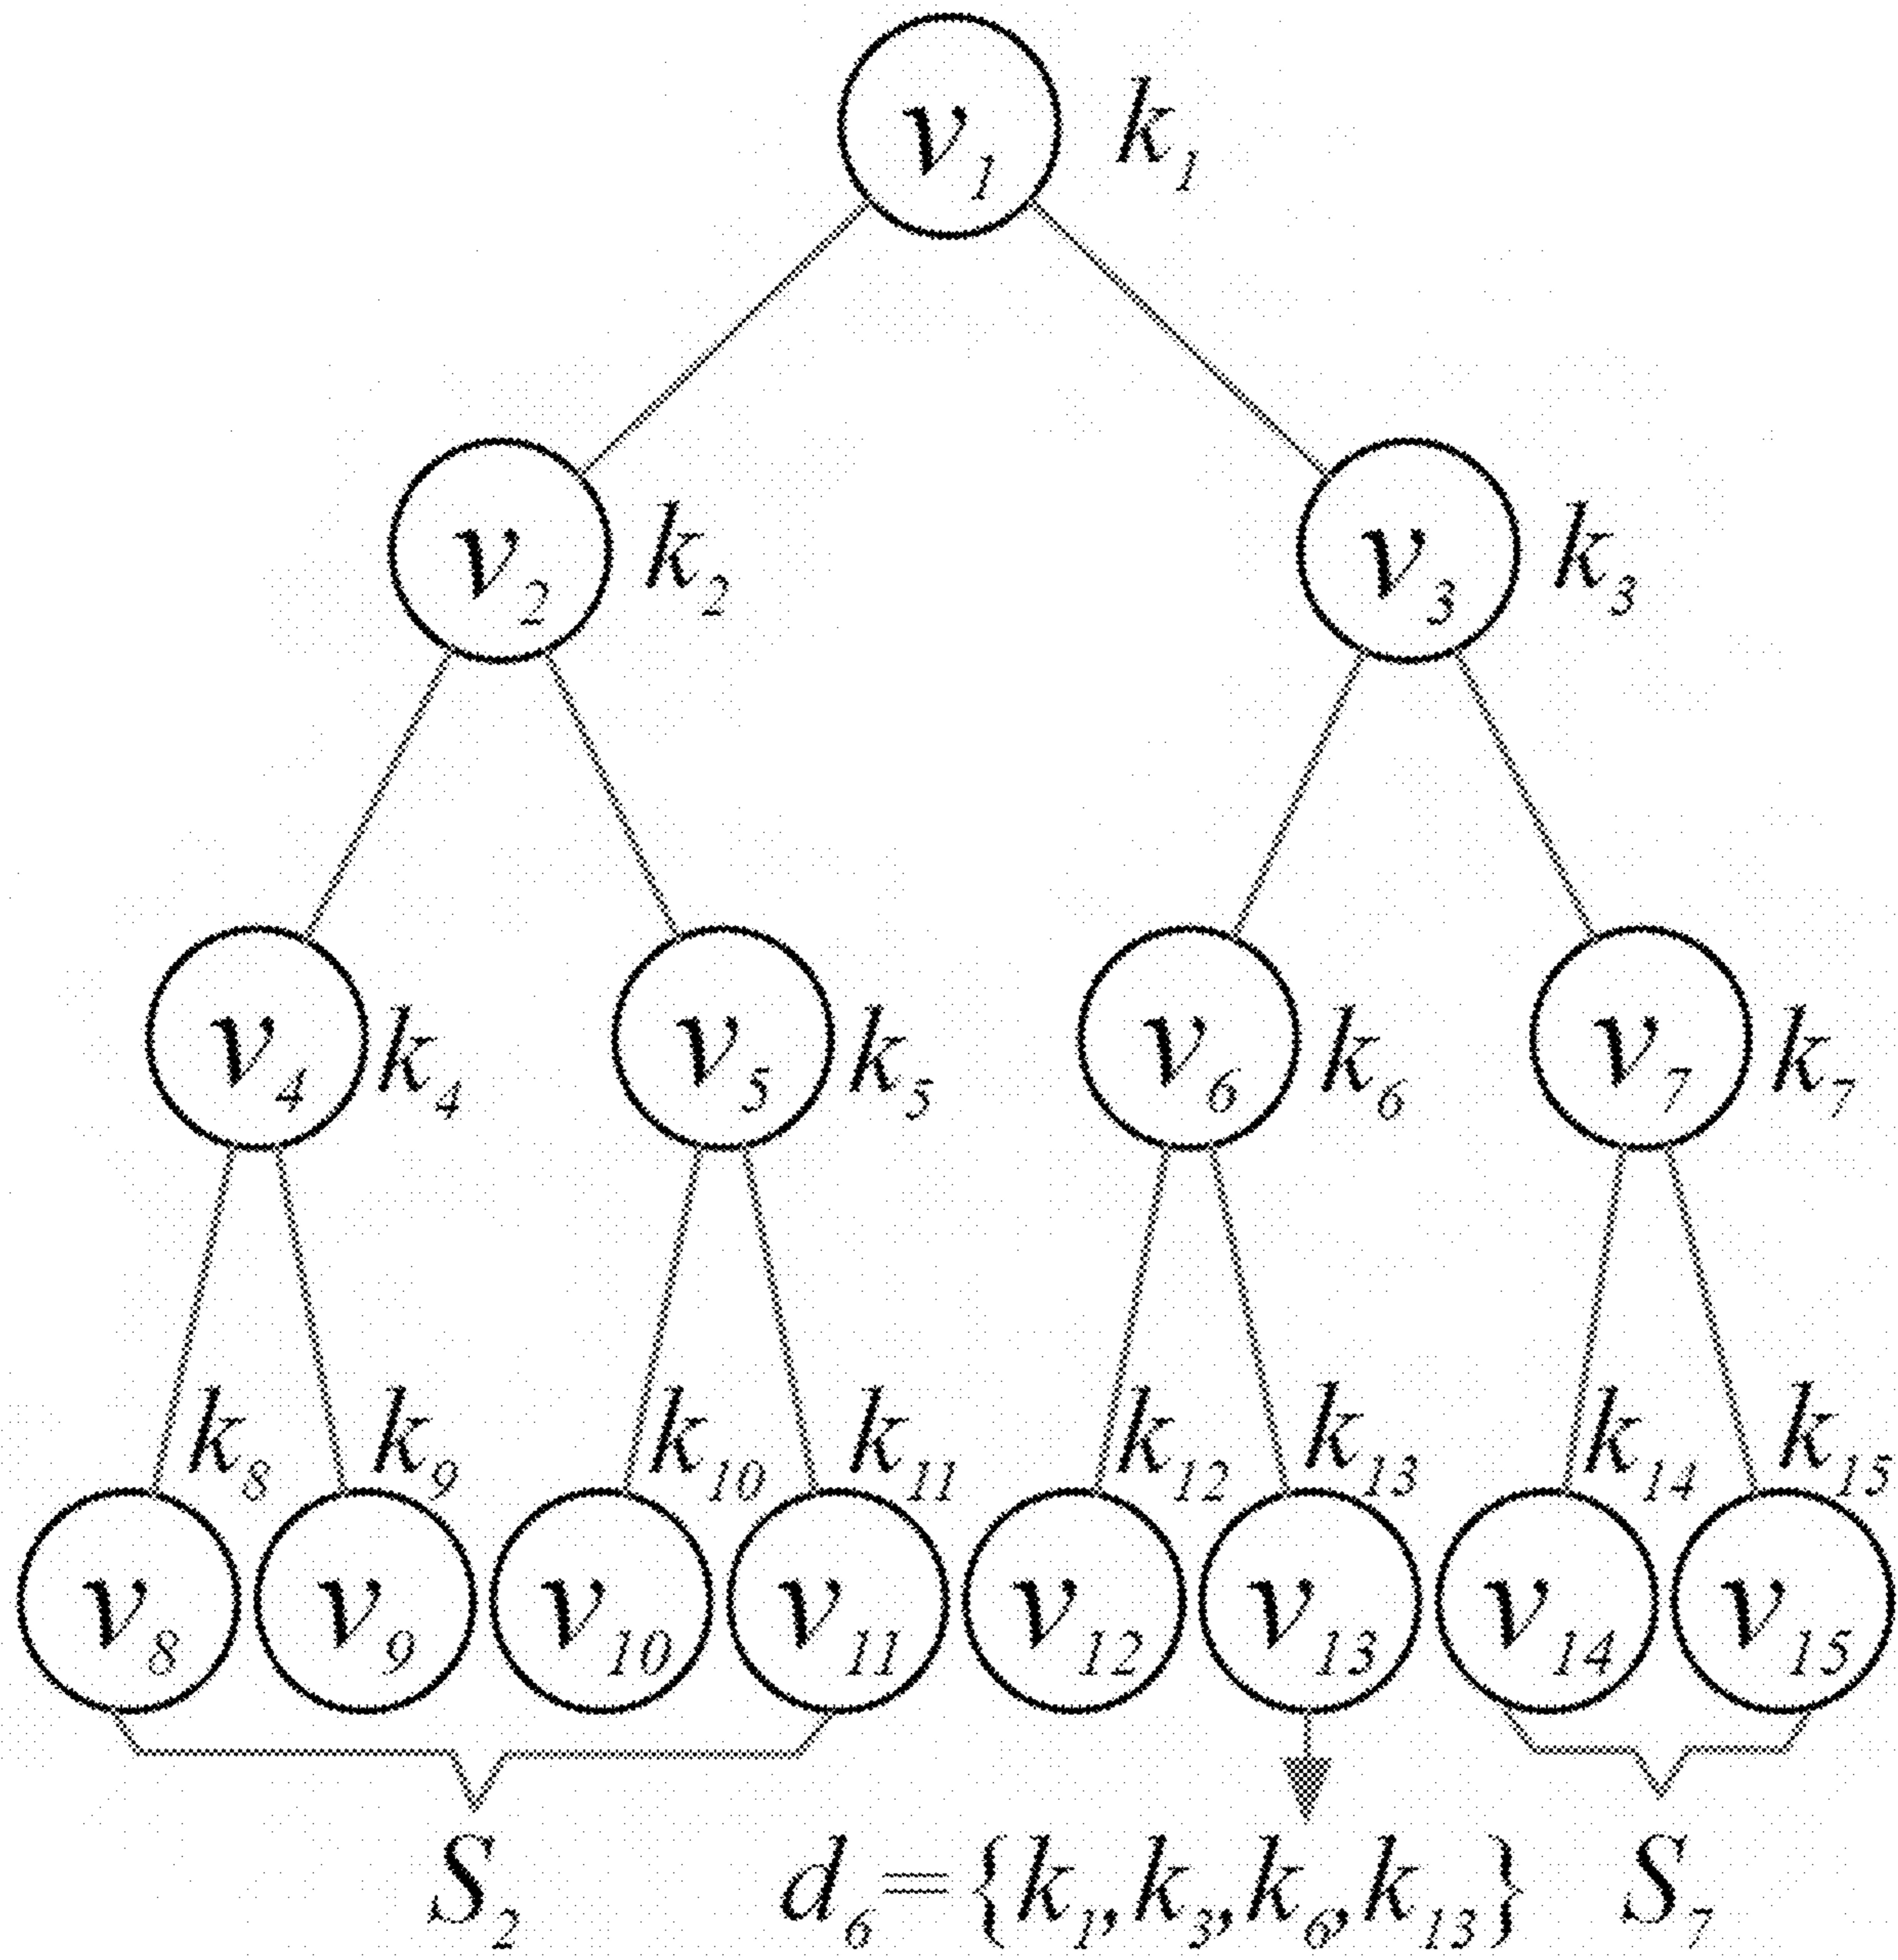 v1 k1
v2 k2 v3 k3
v4 k4 v5 k5 v6 k6 v7 k7
k8 k9 k10 k11 k12 k13 k14 k15
v8 v9 v10 v11 v12 v13 v14 v15
S2 d6={k1,k3,k6,k13} S7